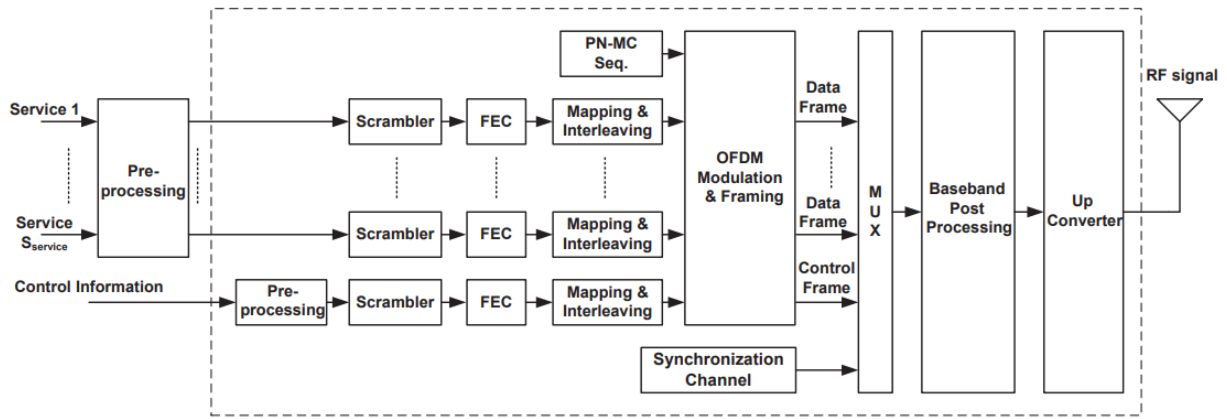 PN-MC
Seq.
Service 1
Pre-
processing
Scrambler
FEC
Mapping &
Interleaving
OFDM
Modulation
& Framing
Data
Frame
M
U
X
Baseband
Post
Processing
Up
Converter
RF signal
Service
Sservice
Scrambler
FEC
Mapping &
Interleaving
Data
Frame
Control Information
Pre-
processing
Scrambler
FEC
Mapping &
Interleaving
Control
Frame
Synchronization
Channel